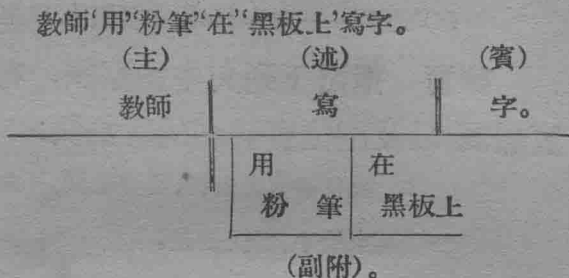 教師‘用’‘粉筆’‘在’‘黑板上’寫字。
(主) (述) (賓)
教師 寫 字。
用 在
粉筆 黑板上
(副附)。